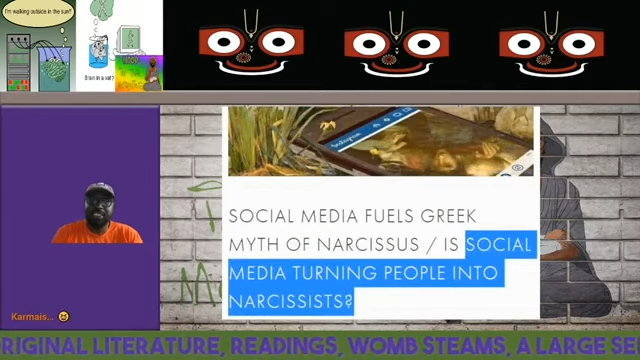 I'm walking outside in the sun!!
Brain in a vat?
Instagram
SOCIAL MEDIA FUELS GREEK
MYTH OF NARCISSUS / IS SOCIAL
MEDIA TURNING PEOPLE INTO
NARCISSISTS?
Karmais... 😆
RIGINAL LITERATURE, READINGS, WOMB STEAMS, A LARGE SE